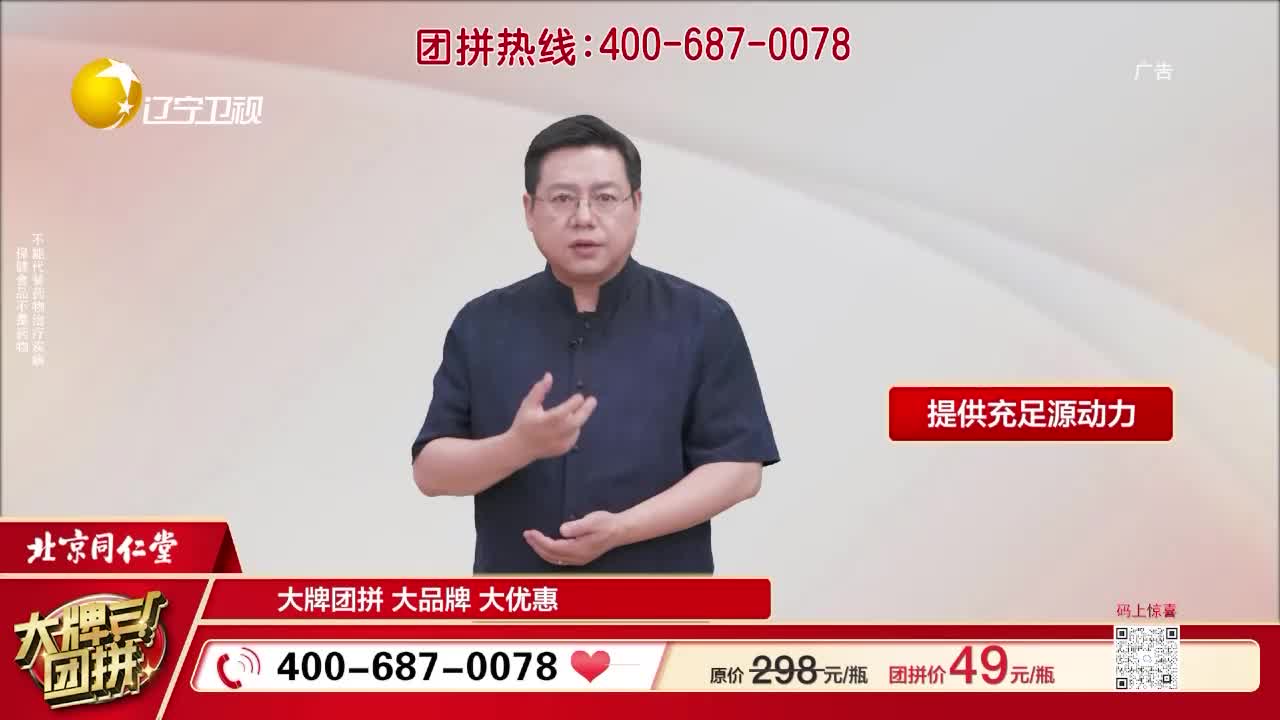 团拼热线:400-687-0078
广告
辽宁卫视
不能代替药物治疗疾病
保健食品不是药物
提供充足源动力
北京同仁堂
大牌团拼 大品牌 大优惠
码上惊喜
大牌
团拼
400-687-0078
原价298元/瓶
团拼价49元/瓶